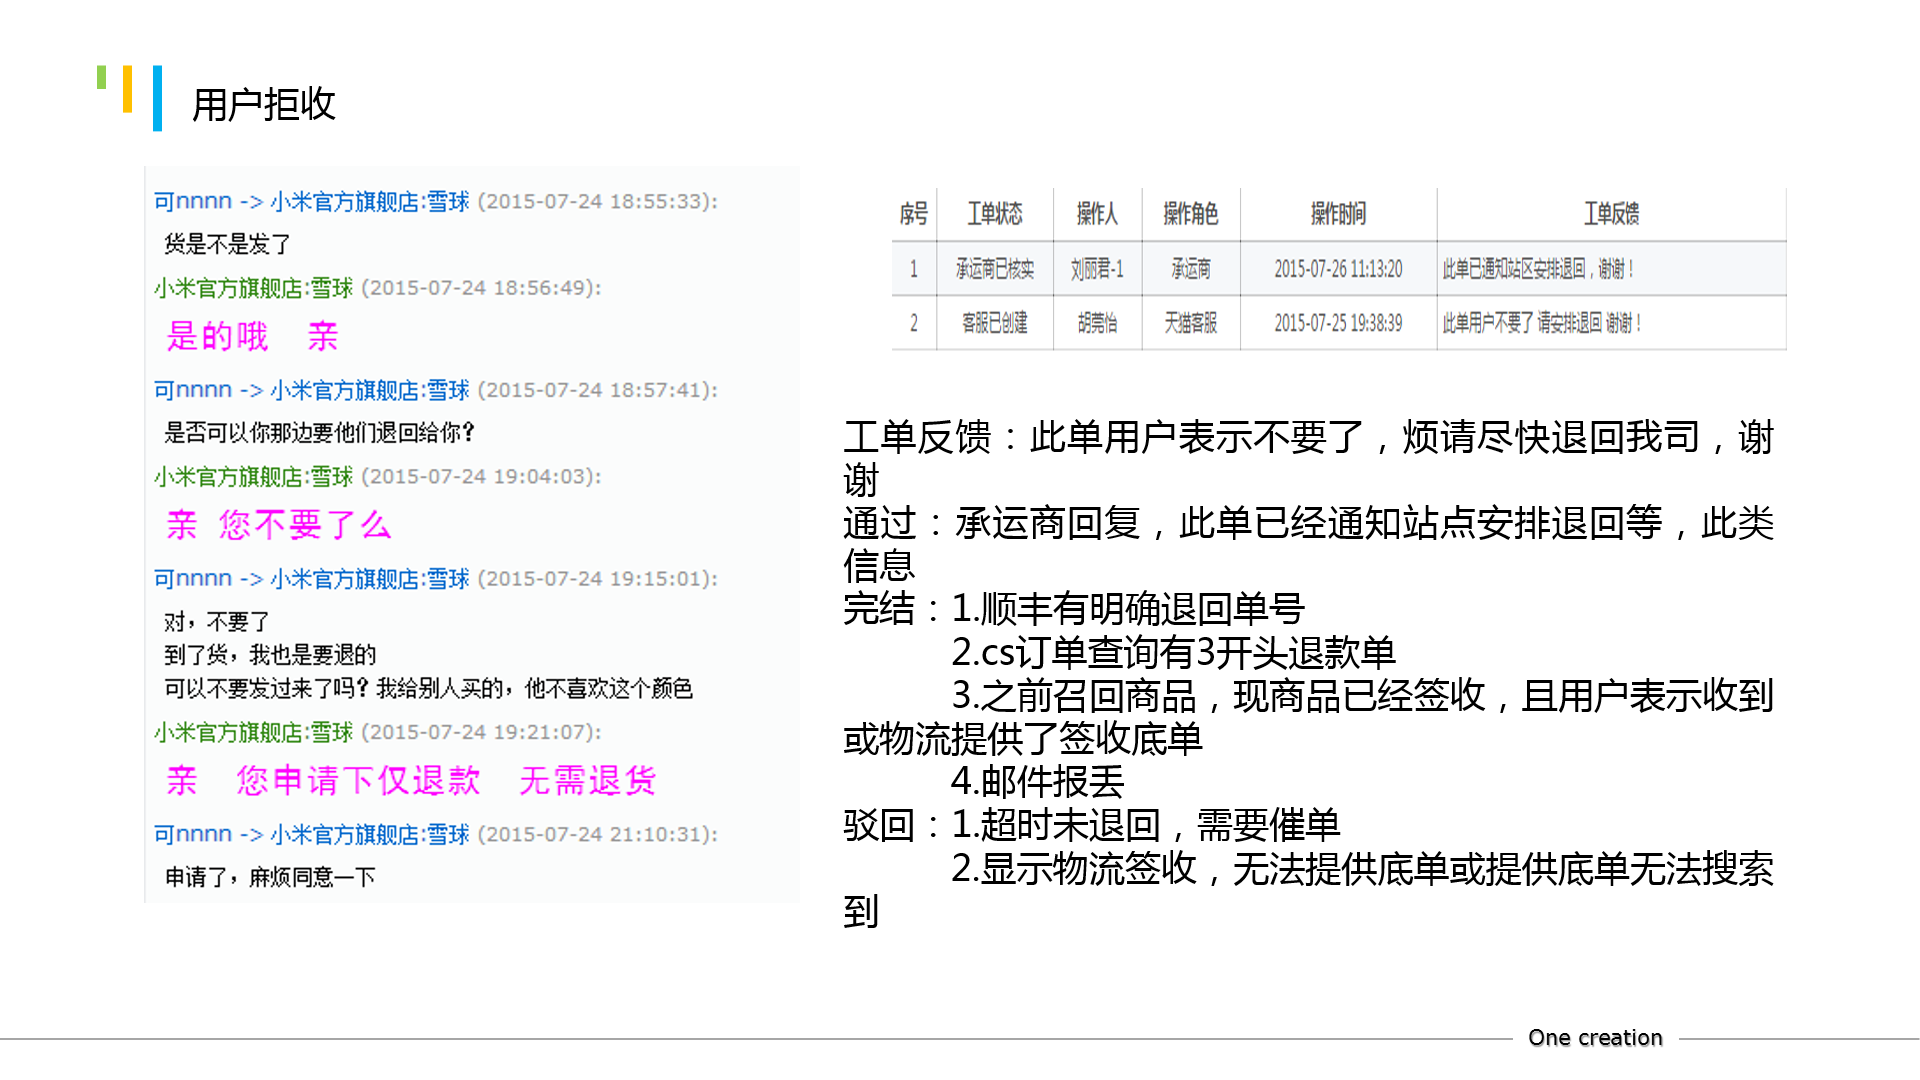 用户拒收
可nnnn -> 小米官方旗舰店:雪球 (2015-07-24 18:55:33):
货是不是发了
小米官方旗舰店:雪球 (2015-07-24 18:56:49):
是的哦 亲
可nnnn -> 小米官方旗舰店:雪球 (2015-07-24 18:57:41):
是否可以你那边要他们退回给你?
小米官方旗舰店:雪球 (2015-07-24 19:04:03):
亲 您不要了么
可nnnn -> 小米官方旗舰店:雪球 (2015-07-24 19:15:01):
对，不要了
到了货，我也是要退的
可以不要发过来了吗? 我给别人买的，他不喜欢这个颜色
小米官方旗舰店:雪球 (2015-07-24 19:21:07):
亲 您申请下仅退款 无需退货
可nnnn -> 小米官方旗舰店:雪球 (2015-07-24 21:10:31):
申请了，麻烦同意一下
序号 工单状态 操作人 操作角色 操作时间 工单反馈
1 承运商已核实 刘丽君-1 承运商 2015-07-26 11:13:20 此单已通知站区安排退回，谢谢！
2 客服已创建 胡莞怡 天猫客服 2015-07-25 19:38:39 此单用户不要了 请安排退回 谢谢！
工单反馈：此单用户表示不要了，烦请尽快退回我司，谢
谢
通过：承运商回复，此单已经通知站点安排退回等，此类
信息
完结：1.顺丰有明确退回单号
2.cs订单查询有3开头退款单
3.之前召回商品，现商品已经签收，且用户表示收到
或物流提供了签收底单
4.邮件报丢
驳回：1.超时未退回，需要催单
2.显示物流签收，无法提供底单或提供底单无法搜索
到
One creation